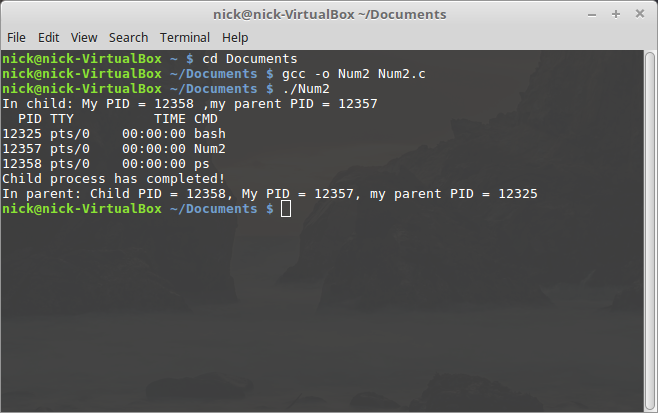 nick@nick-VirtualBox ~/Documents
File Edit View Search Terminal Help
nick@nick-VirtualBox ~ $ cd Documents
nick@nick-VirtualBox ~/Documents $ gcc -o Num2 Num2.c
nick@nick-VirtualBox ~/Documents $ ./Num2
In child: My PID = 12358 ,my parent PID = 12357
  PID TTY          TIME CMD
12325 pts/0    00:00:00 bash
12357 pts/0    00:00:00 Num2
12358 pts/0    00:00:00 ps
Child process has completed!
In parent: Child PID = 12358, My PID = 12357, my parent PID = 12325
nick@nick-VirtualBox ~/Documents $